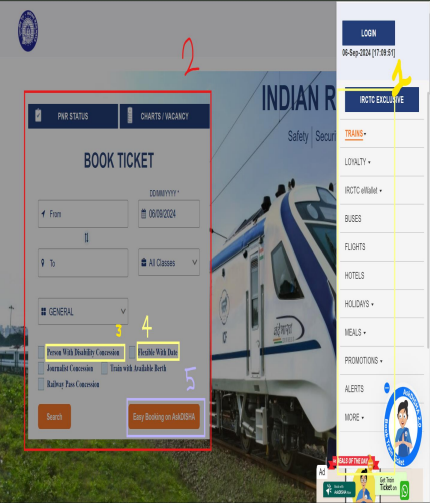 LOGIN
06-Sep-2024 [17:09:51]
1
IRCTC EXCLUSIVE
TRAINS
LOYALTY
IRCTC eWallet
BUSES
FLIGHTS
HOTELS
HOLIDAYS
MEALS
PROMOTIONS
ALERTS
MORE
2
INDIAN R
Safety | Securi
PNR STATUS
CHARTS / VACANCY
BOOK TICKET
DD/MM/YYYY *
From
06/09/2024
To
All Classes
GENERAL
3
4
Person With Disability Concession
Flexible With Date
Journalist Concession
Train with Available Berth
Railway Pass Concession
5
Search
Easy Booking on AskDISHA
DEALS OF THE DAY
Ad
Get Train
Ticket on